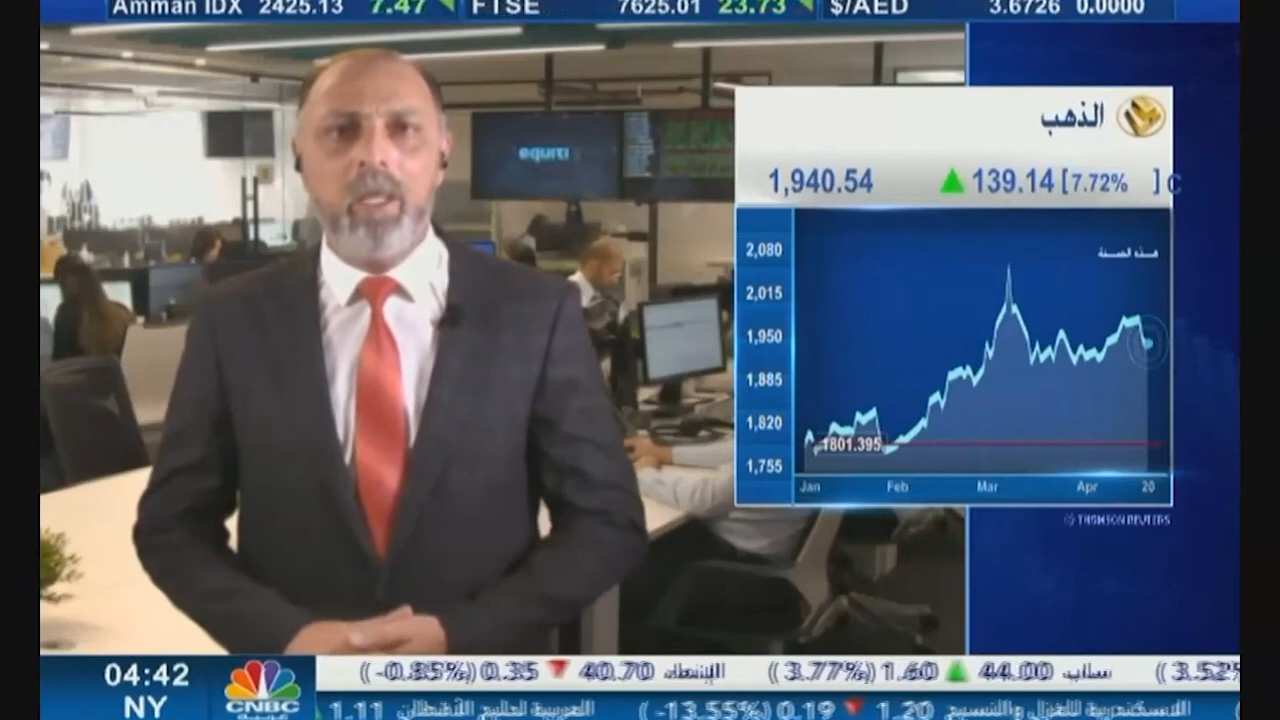 Amman IDX 2425.13 7.47 FTSE 7625.01 23.73 $/AED 3.6726 0.0000
equiti
الذهب
1,940.54 139.14 [7.72% ] C
هذه السنة
2,080
2,015
1,950
1,885
1,820
1,755
1801.395
Jan Feb Mar Apr 20
THOMSON REUTERS
04:42
NY
CNBC
عربية
((-0.85%)) 0.35 40.70 ((3.77%)) 1.60 44.00 ساب ((3.52%
1.11 العربية لحليج الأقطان ((-13.55%)) 0.19 1.20 السكندرية للغزل والنسيج